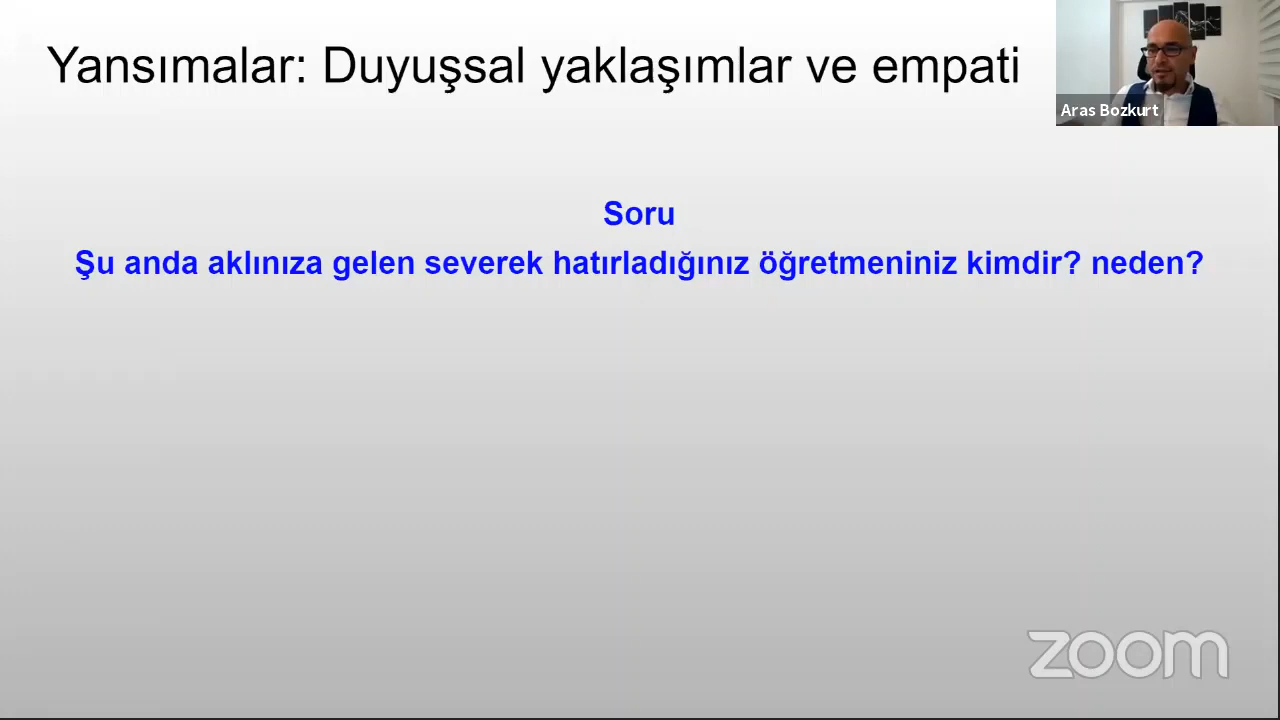 Yansımalar: Duyuşsal yaklaşımlar ve empati
Aras Bozkurt
Soru
Şu anda aklınıza gelen severek hatırladığınız öğretmeniniz kimdir? neden?
zoom